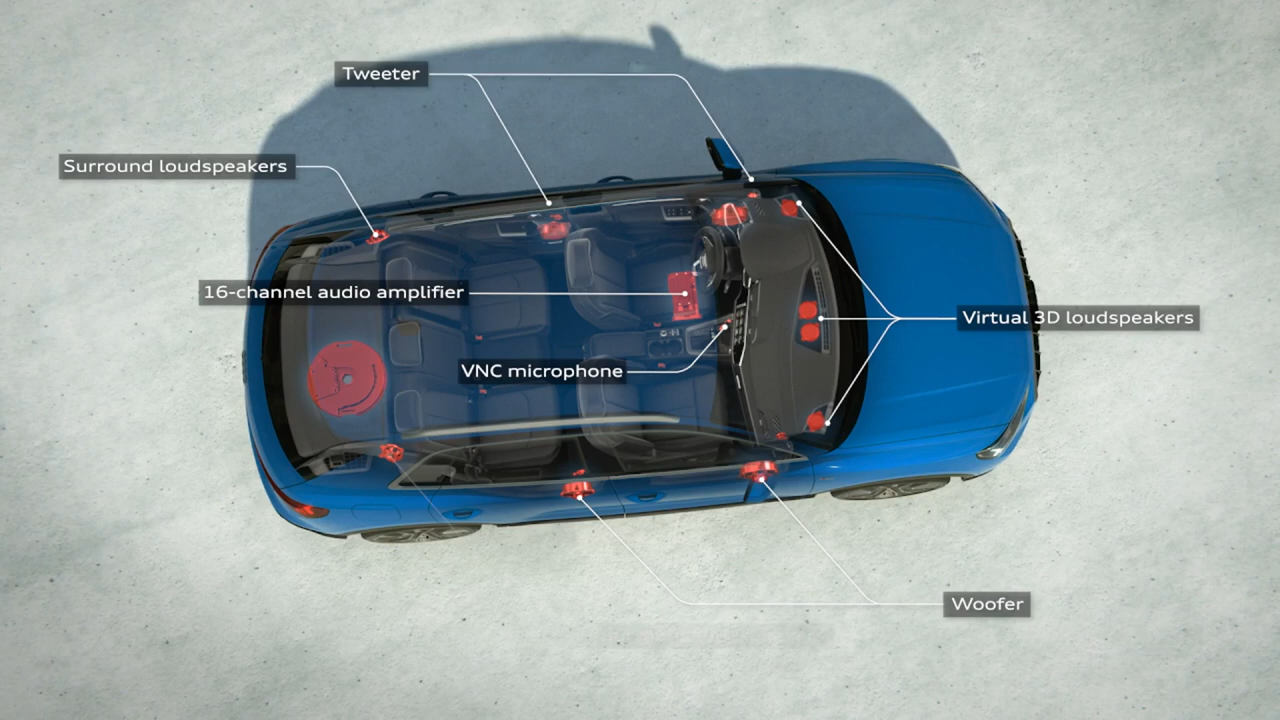 Tweeter
Surround loudspeakers
16-channel audio amplifier
Virtual 3D loudspeakers
VNC microphone
Woofer